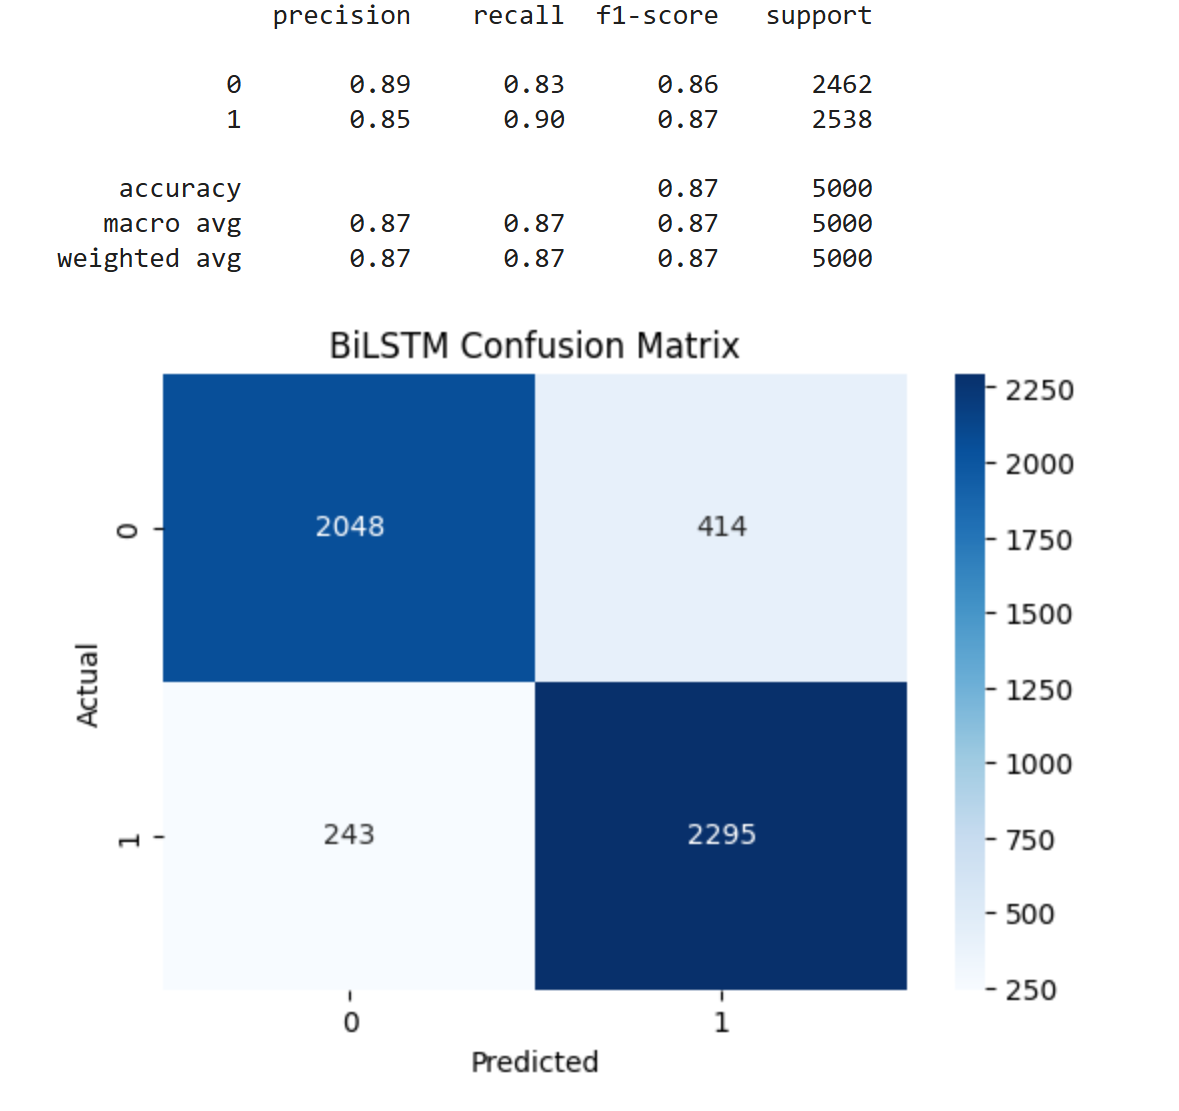 precision recall f1-score support
0 0.89 0.83 0.86 2462
1 0.85 0.90 0.87 2538
accuracy 0.87 5000
macro avg 0.87 0.87 0.87 5000
weighted avg 0.87 0.87 0.87 5000
BiLSTM Confusion Matrix
2250
2000
1750
1500
1250
1000
750
500
250
Actual
0
2048 414
1
243 2295
0 1
Predicted